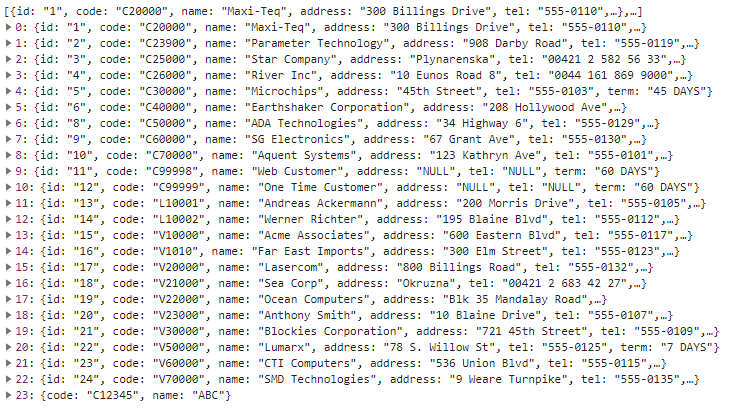 [{id: "1", code: "C20000", name: "Maxi-Teq", address: "300 Billings Drive", tel: "555-0110",…},…]
0: {id: "1", code: "C20000", name: "Maxi-Teq", address: "300 Billings Drive", tel: "555-0110",…}
1: {id: "2", code: "C23900", name: "Parameter Technology", address: "908 Darby Road", tel: "555-0119",…}
2: {id: "3", code: "C25000", name: "Star Company", address: "Plynarenska", tel: "00421 2 582 56 33",…}
3: {id: "4", code: "C26000", name: "River Inc", address: "10 Eunos Road 8", tel: "0044 161 869 9000",…}
4: {id: "5", code: "C30000", name: "Microchips", address: "45th Street", tel: "555-0103", term: "45 DAYS"}
5: {id: "6", code: "C40000", name: "Earthshaker Corporation", address: "208 Hollywood Ave",…}
6: {id: "8", code: "C50000", name: "ADA Technologies", address: "34 Highway 6", tel: "555-0129",…}
7: {id: "9", code: "C60000", name: "SG Electronics", address: "67 Grant Ave", tel: "555-0130",…}
8: {id: "10", code: "C70000", name: "Aquent Systems", address: "123 Kathryn Ave", tel: "555-0101",…}
9: {id: "11", code: "C99998", name: "Web Customer", address: "NULL", tel: "NULL", term: "60 DAYS"}
10: {id: "12", code: "C99999", name: "One Time Customer", address: "NULL", tel: "NULL", term: "60 DAYS"}
11: {id: "13", code: "L10001", name: "Andreas Ackermann", address: "200 Morris Drive", tel: "555-0105",…}
12: {id: "14", code: "L10002", name: "Werner Richter", address: "195 Blaine Blvd", tel: "555-0112",…}
13: {id: "15", code: "V10000", name: "Acme Associates", address: "600 Eastern Blvd", tel: "555-0117",…}
14: {id: "16", code: "V1010", name: "Far East Imports", address: "300 Elm Street", tel: "555-0123",…}
15: {id: "17", code: "V20000", name: "Lasercom", address: "800 Billings Road", tel: "555-0132",…}
16: {id: "18", code: "V21000", name: "Sea Corp", address: "Okruzna", tel: "00421 2 683 42 27",…}
17: {id: "19", code: "V22000", name: "Ocean Computers", address: "Blk 35 Mandalay Road",…}
18: {id: "20", code: "V23000", name: "Anthony Smith", address: "10 Blaine Drive", tel: "555-0107",…}
19: {id: "21", code: "V30000", name: "Blockies Corporation", address: "721 45th Street", tel: "555-0109",…}
20: {id: "22", code: "V50000", name: "Lumarx", address: "78 S. Willow St", tel: "555-0125", term: "7 DAYS"}
21: {id: "23", code: "V60000", name: "CTI Computers", address: "536 Union Blvd", tel: "555-0115",…}
22: {id: "24", code: "V70000", name: "SMD Technologies", address: "9 Weare Turnpike", tel: "555-0135",…}
23: {code: "C12345", name: "ABC"}